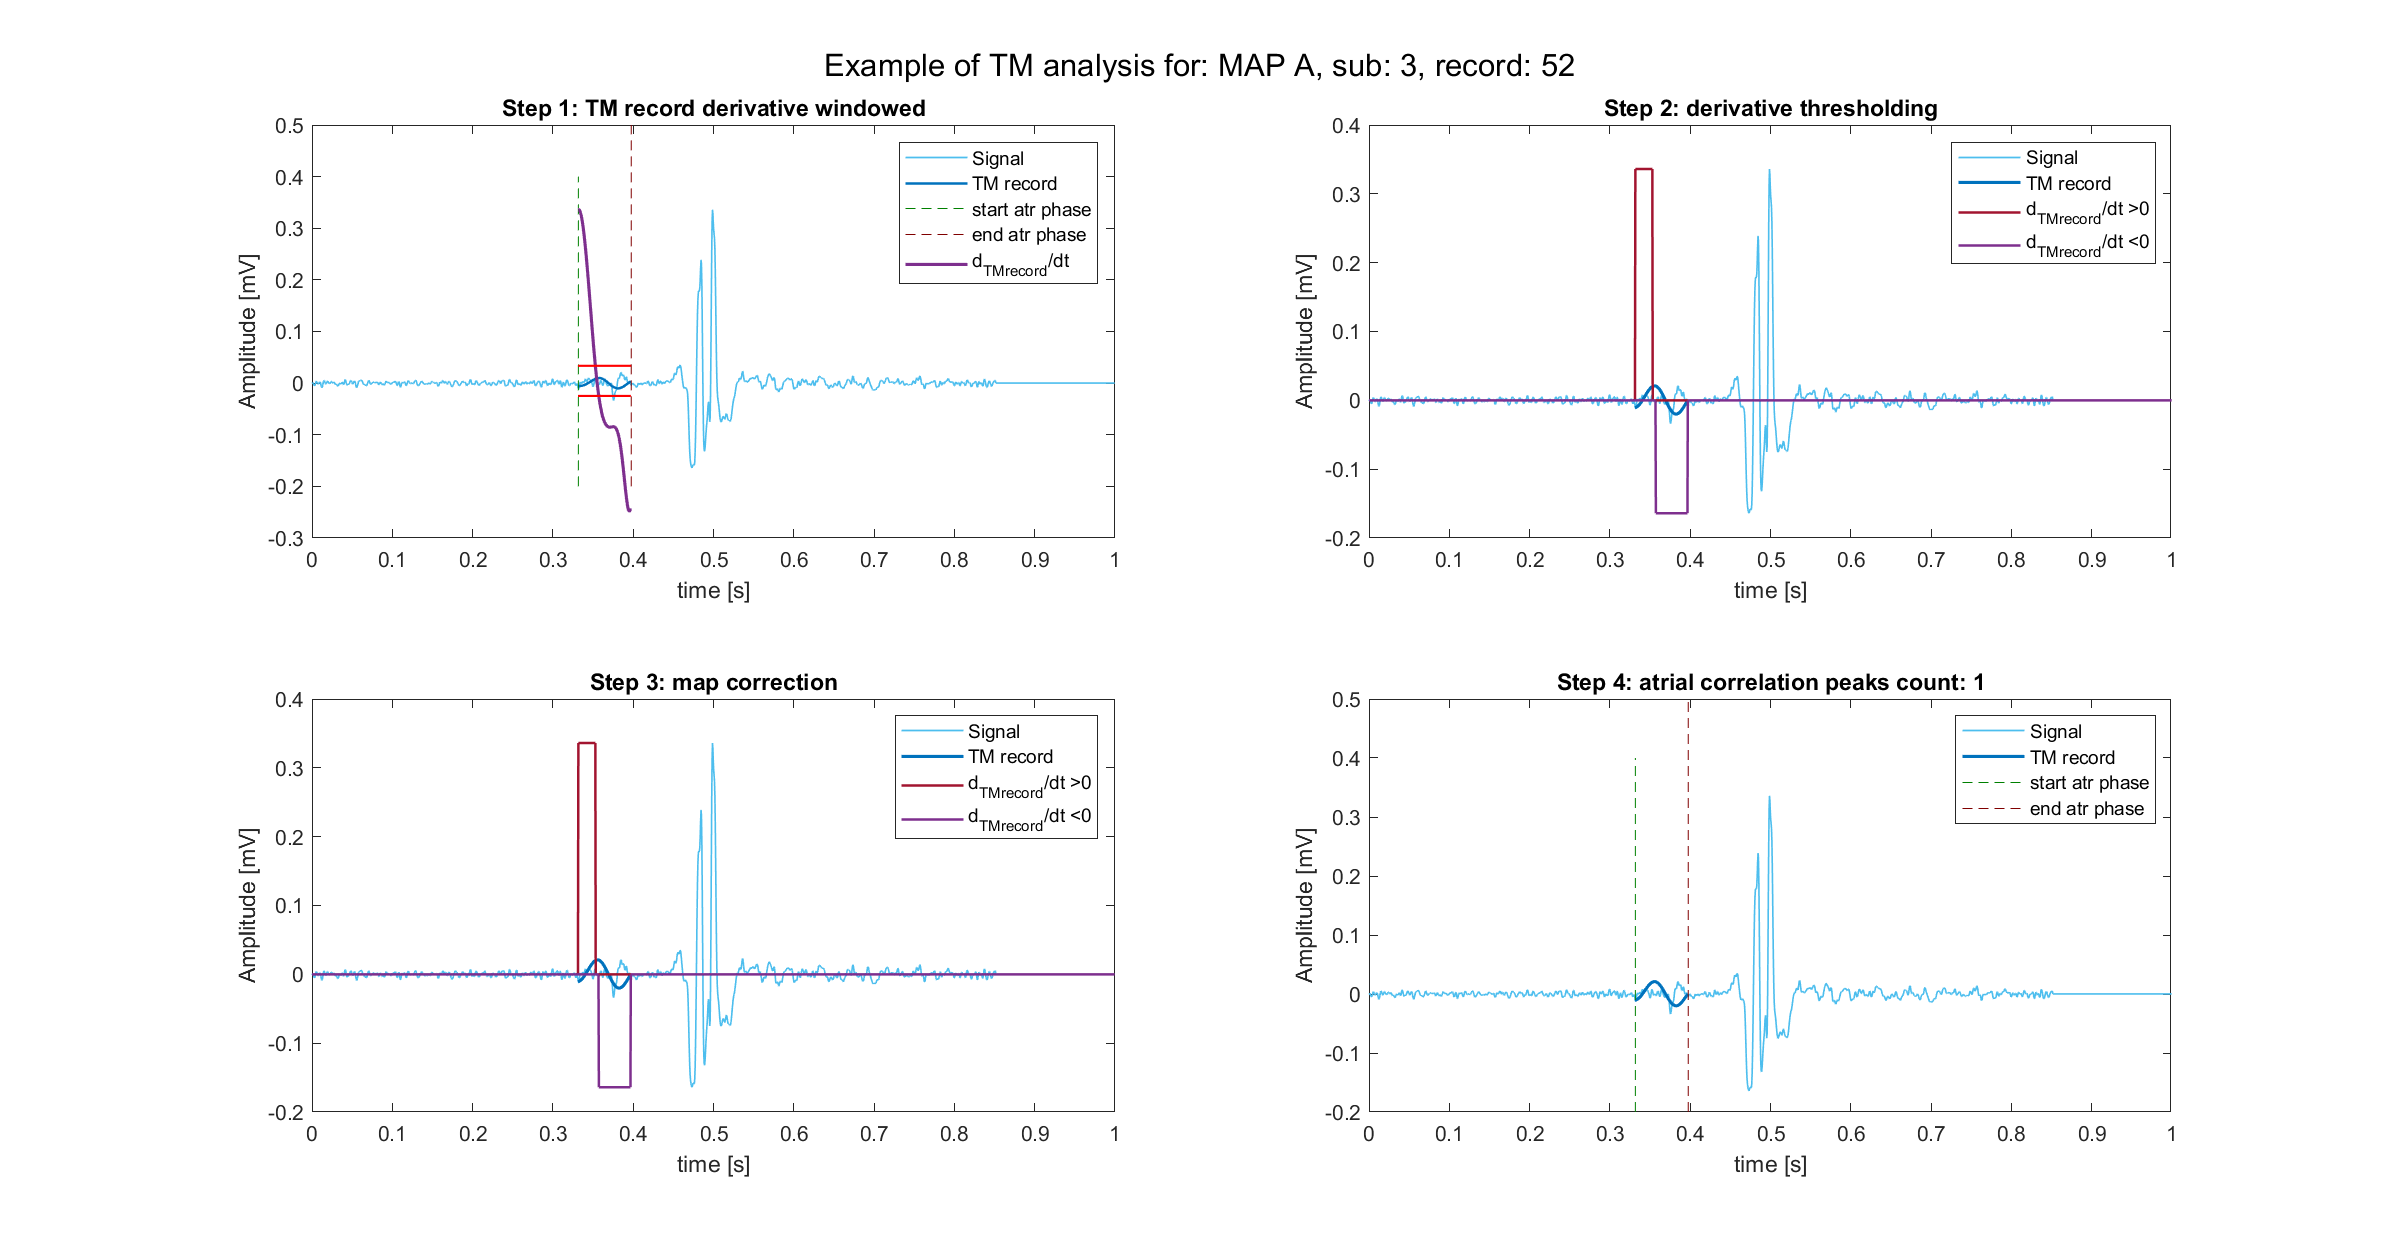 Example of TM analysis for: MAP A, sub: 3, record: 52
Step 1: TM record derivative windowed
0.5
0.4
0.3
0.2
0.1
0
-0.1
-0.2
-0.3
Amplitude [mV]
0 0.1 0.2 0.3 0.4 0.5 0.6 0.7 0.8 0.9 1
time [s]
Signal
TM record
start atr phase
end atr phase
dTMrecord/dt
Step 2: derivative thresholding
0.4
0.3
0.2
0.1
0
-0.1
-0.2
Amplitude [mV]
0 0.1 0.2 0.3 0.4 0.5 0.6 0.7 0.8 0.9 1
time [s]
Signal
TM record
dTMrecord/dt >0
dTMrecord/dt <0
Step 3: map correction
0.4
0.3
0.2
0.1
0
-0.1
-0.2
Amplitude [mV]
0 0.1 0.2 0.3 0.4 0.5 0.6 0.7 0.8 0.9 1
time [s]
Signal
TM record
dTMrecord/dt >0
dTMrecord/dt <0
Step 4: atrial correlation peaks count: 1
0.5
0.4
0.3
0.2
0.1
0
-0.1
-0.2
Amplitude [mV]
0 0.1 0.2 0.3 0.4 0.5 0.6 0.7 0.8 0.9 1
time [s]
Signal
TM record
start atr phase
end atr phase